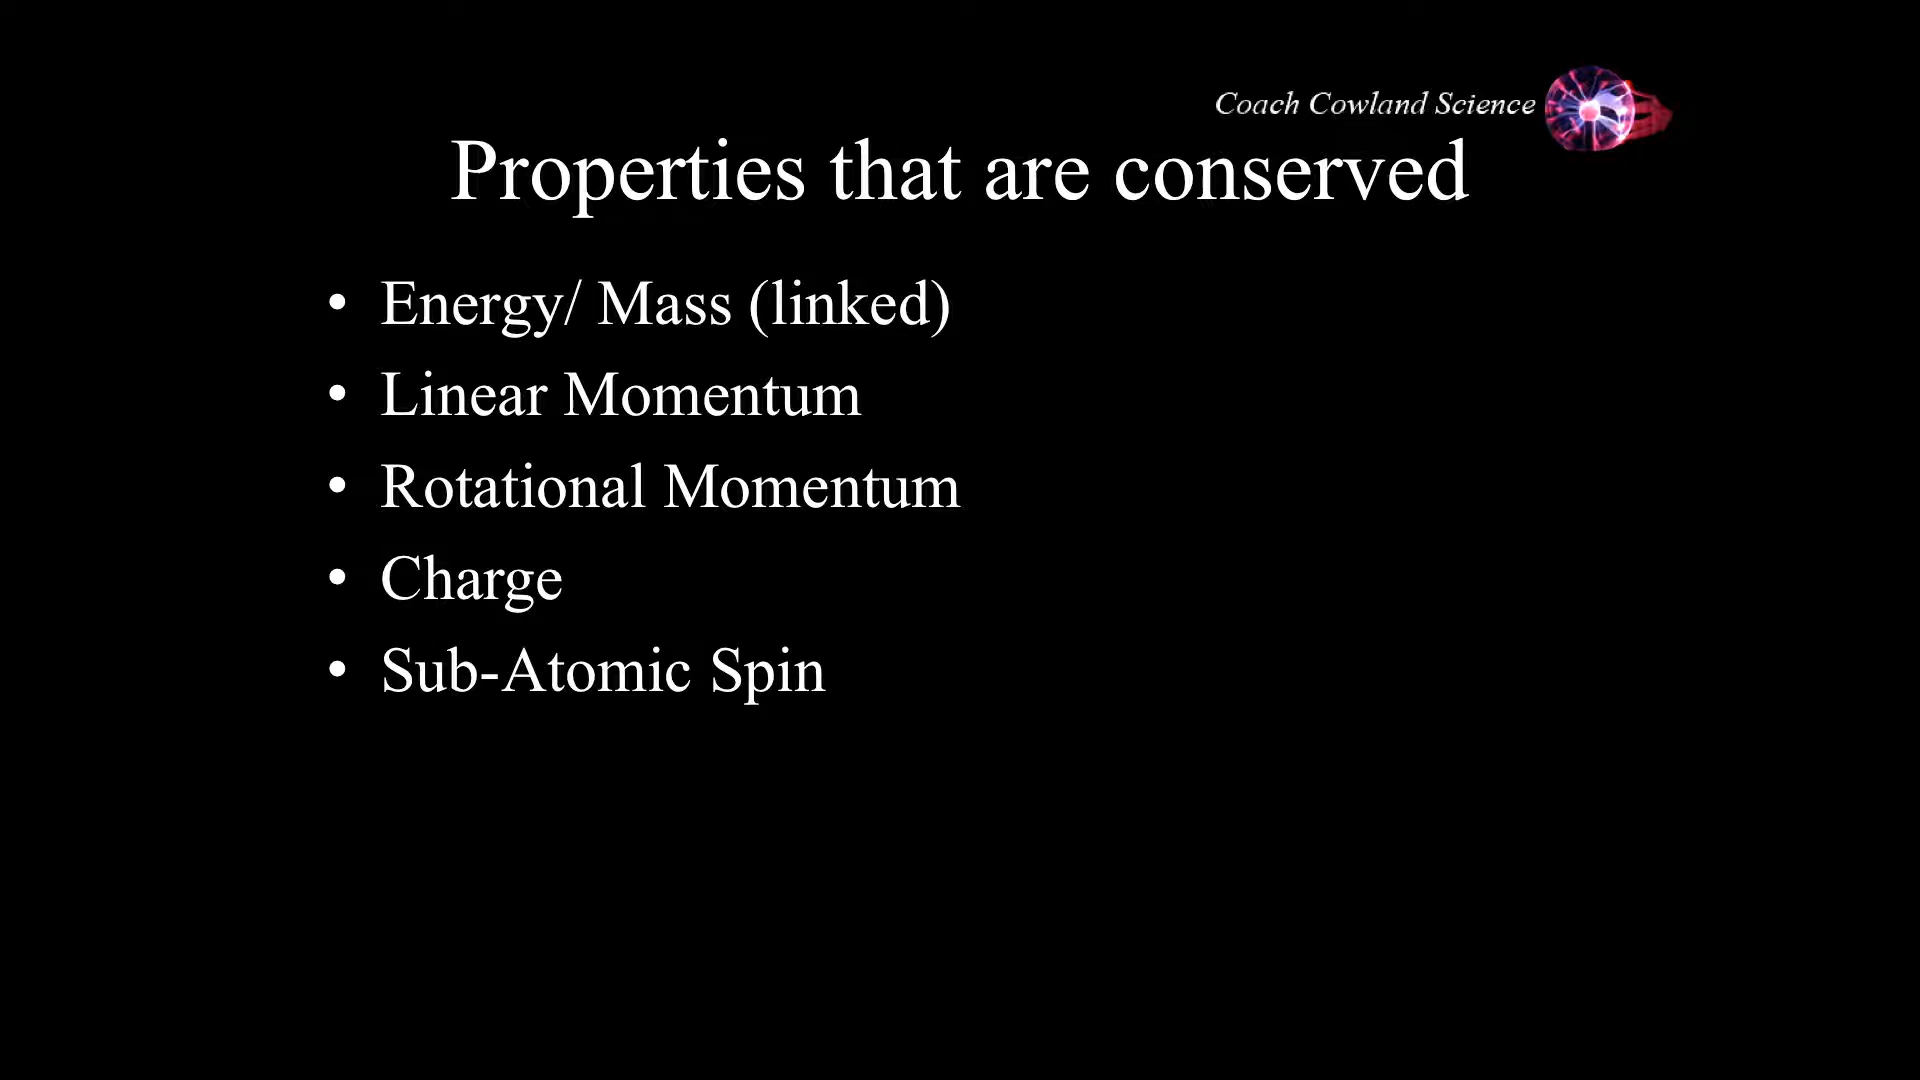 Coach Cowland Science
Properties that are conserved
• Energy/ Mass (linked)
• Linear Momentum
• Rotational Momentum
• Charge
• Sub-Atomic Spin